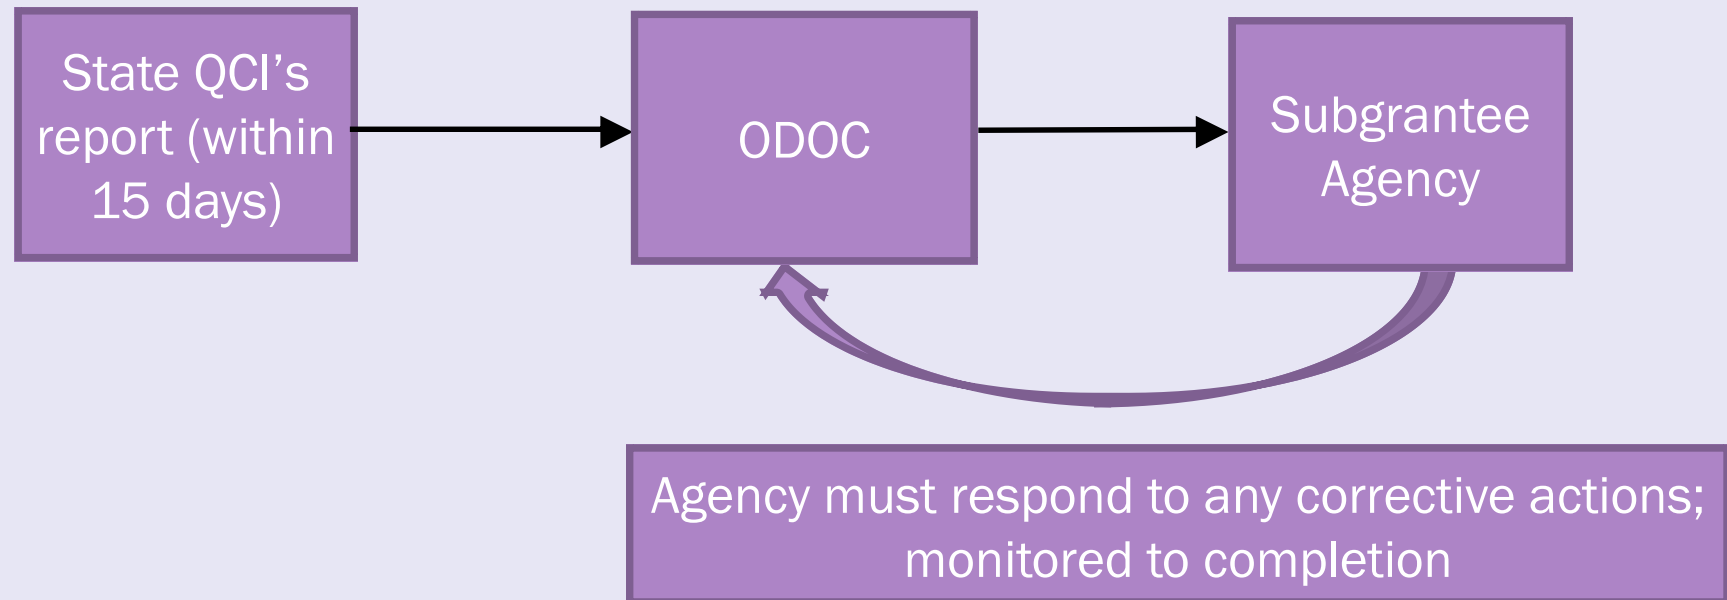 State QCI’s
report (within
15 days)
ODOC
Subgrantee
Agency
Agency must respond to any corrective actions;
monitored to completion